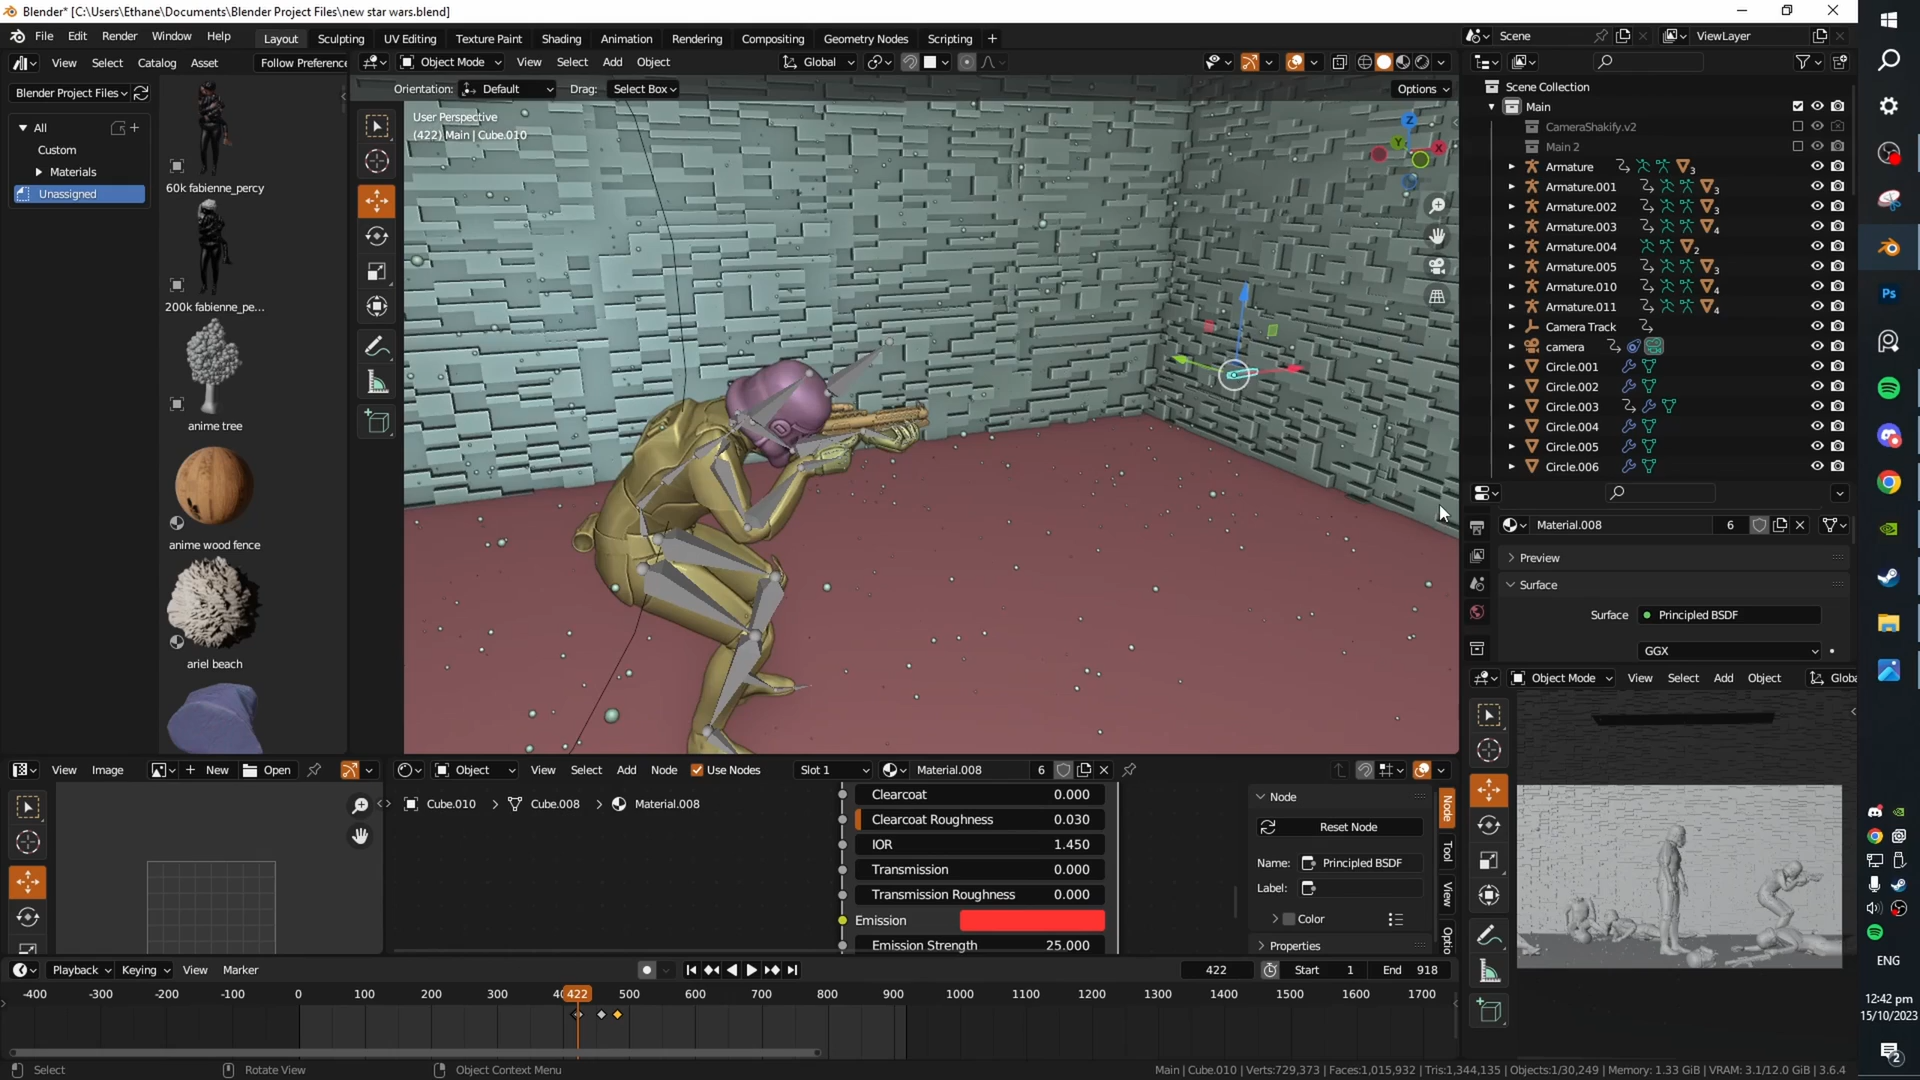 Blender* [C:\Users\Ethane\Documents\Blender Project Files\new star wars.blend]
File Edit Render Window Help
Layout Sculpting UV Editing Texture Paint Shading Animation Rendering Compositing Geometry Nodes Scripting +
Scene
ViewLayer
View Select Catalog Asset
Follow Preference
Object Mode View Select Add Object
Global
Blender Project Files
Orientation: Default Drag: Select Box
Options
All
Custom
Materials
Unassigned
60k fabienne_percy
200k fabienne_pe...
anime tree
anime wood fence
ariel beach
User Perspective
(422) Main | Cube.010
Z
Y
X
Scene Collection
Main
CameraShakify.v2
Main 2
Armature 3
Armature.001 3
Armature.002 3
Armature.003 4
Armature.004 2
Armature.005 3
Armature.010 4
Armature.011 4
Camera Track
camera
Circle.001
Circle.002
Circle.003
Circle.004
Circle.005
Circle.006
Material.008 6
Preview
Surface
Surface Principled BSDF
GGX
Object Mode View Select Add Object Globa
View Image + New Open
Object View Select Add Node Use Nodes Slot 1 Material.008 6
Cube.010 > Cube.008 > Material.008
Clearcoat 0.000
Clearcoat Roughness 0.030
IOR 1.450
Transmission 0.000
Transmission Roughness 0.000
Emission
Emission Strength 25.000
Node
Reset Node
Name: Principled BSDF
Label:
Color
Properties
Node
Tool
View
Optio
Playback Keying View Marker
422 Start 1 End 918
-400 -300 -200 -100 0 100 200 300 40 422 500 600 700 800 900 1000 1100 1200 1300 1400 1500 1600 1700
Select Rotate View Object Context Menu
Main | Cube.010 | Verts:729,373 | Faces:1,015,932 | Tris:1,344,135 | Objects:1/30,249 | Memory: 1.33 GiB | VRAM: 3.1/12.0 GiB | 3.6.4
Ps
ENG
12:42 pm
15/10/2023
2